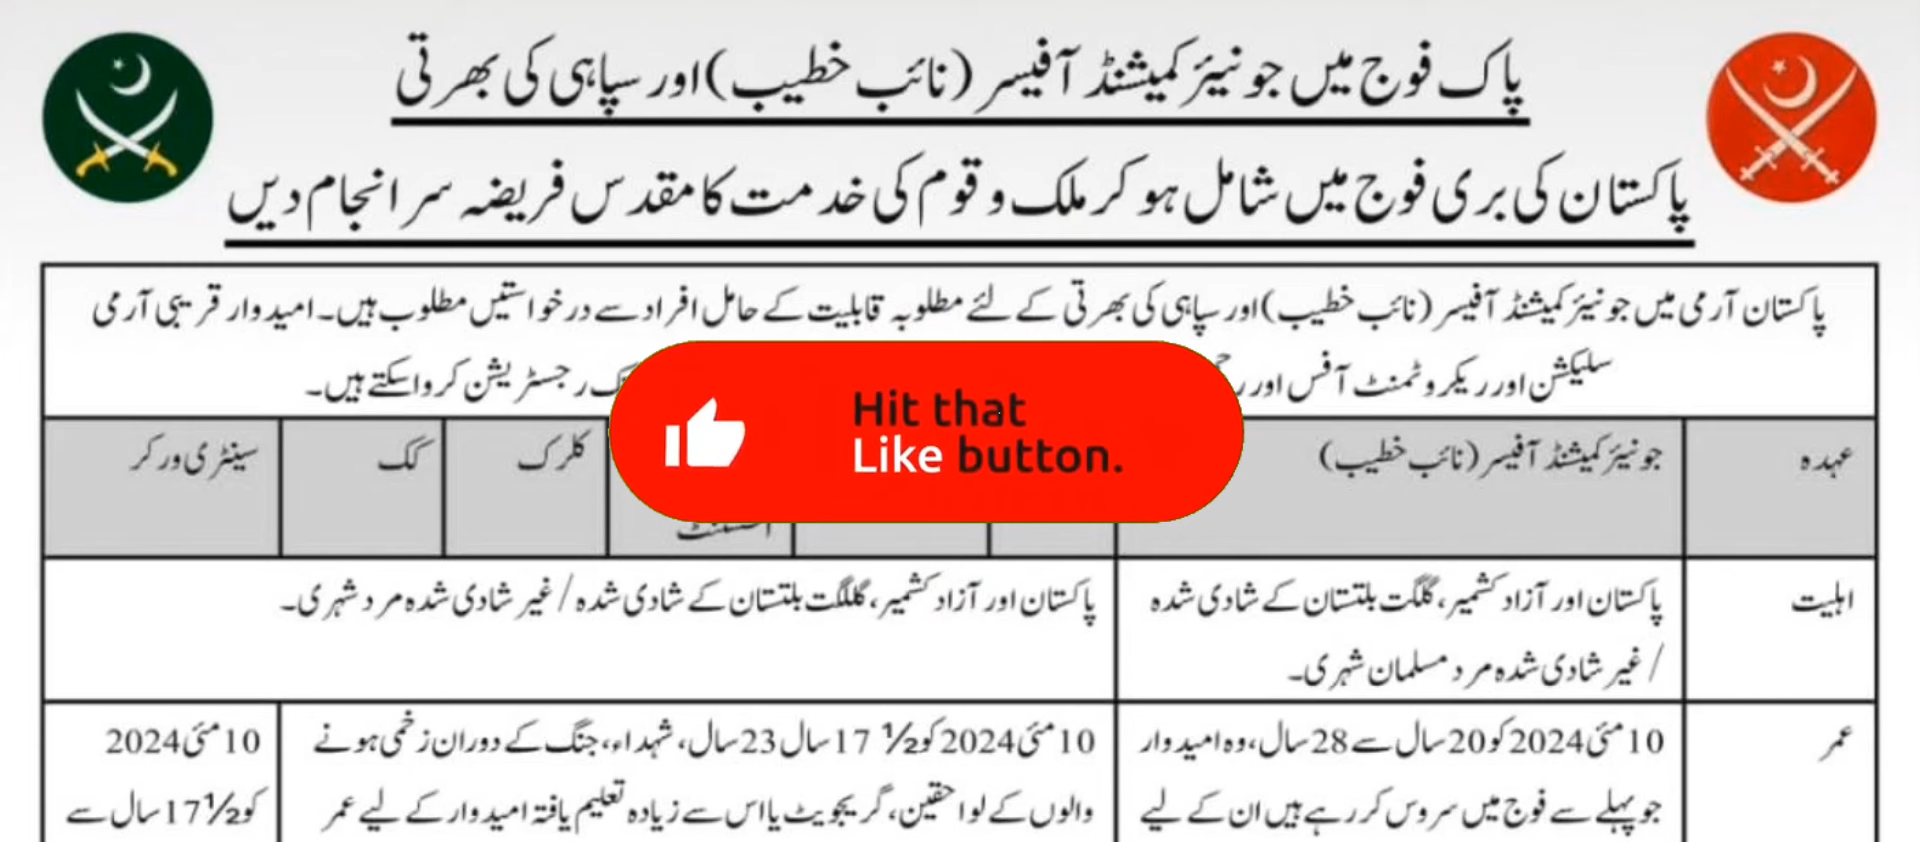 پاک فوج میں جونیئر کمیشنڈ آفیسر (نائب خطیب) اور سپاہی کی بھرتی
پاکستان کی بری فوج میں شامل ہو کر ملک و قوم کی خدمت کا مقدس فریضہ سر انجام دیں
پاکستان آرمی میں جونیئر کمیشنڈ آفیسر (نائب خطیب) اور سپاہی کی بھرتی کے لئے مطلوبہ قابلیت کے حامل افراد سے درخواستیں مطلوب ہیں۔ امیدوار قریبی آرمی
سلیکشن اور ریکروٹمنٹ آفس اور
رجسٹریشن کرواسکتے ہیں۔
Hit that
Like button.
عہدہ
جونیئر کمیشنڈ آفیسر (نائب خطیب)
کلرک
کک
سینٹری ورکر
اہلیت
پاکستان اور آزاد کشمیر، گلگت بلتستان کے شادی شدہ
/ غیر شادی شدہ مرد مسلمان شہری۔
پاکستان اور آزاد کشمیر، گللگت بلتستان کے شادی شدہ / غیر شادی شدہ مرد شہری۔
عمر
10 مئی 2024 کو 20 سال سے 28 سال، وہ امیدوار
جو پہلے سے فوج میں سروس کر رہے ہیں ان کے لیے
10 مئی 2024 کو ½ 17 سال 23 سال، شہداء، جنگ کے دوران زخمی ہونے
والوں کے لواحقین، گریجویٹ یا اس سے زیادہ تعلیم یافتہ امیدوار کے لیے عمر
10 مئی 2024
کو ½17 سال سے